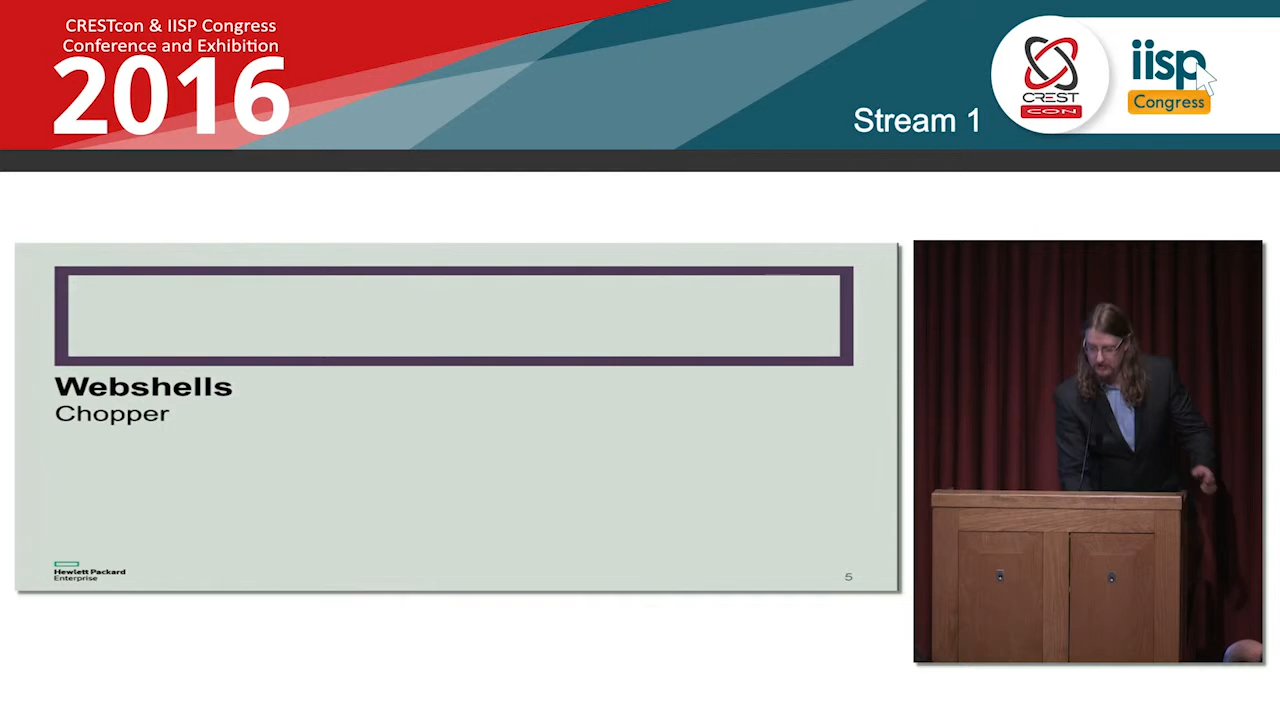 CRESTcon & IISP Congress
Conference and Exhibition
2016
Stream 1
CREST
CON
iisp
Congress
Webshells
Chopper
Hewlett Packard
Enterprise
5